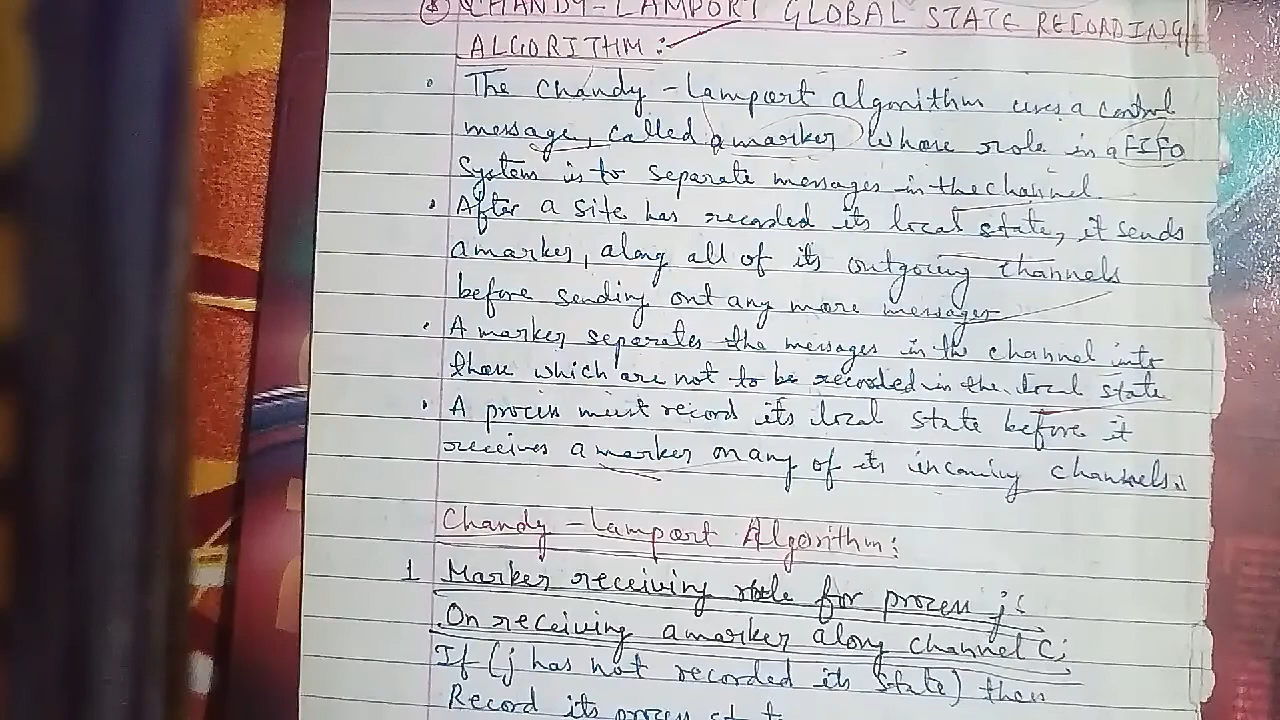 CHANDY-LAMPORT GLOBAL STATE RECORDING
ALGORITHM:-
• The Chandy-Lamport algorithm uses a control
message, called a marker whose role in a FIFO
system is to separate messages in the channel.
• After a site has recorded its local state, it sends
a marker, along all of its outgoing channels
before sending out any more messages
• A marker separates the messages in the channel into
those which are not to be recorded in the local state
• A process must record its local state before it
receives a marker on any of its incoming channels.
Chandy-Lamport Algorithm:
1 Marker receiving rule for process j:
On receiving a marker along channel C:
If (j has not recorded its state) then
Record its process state